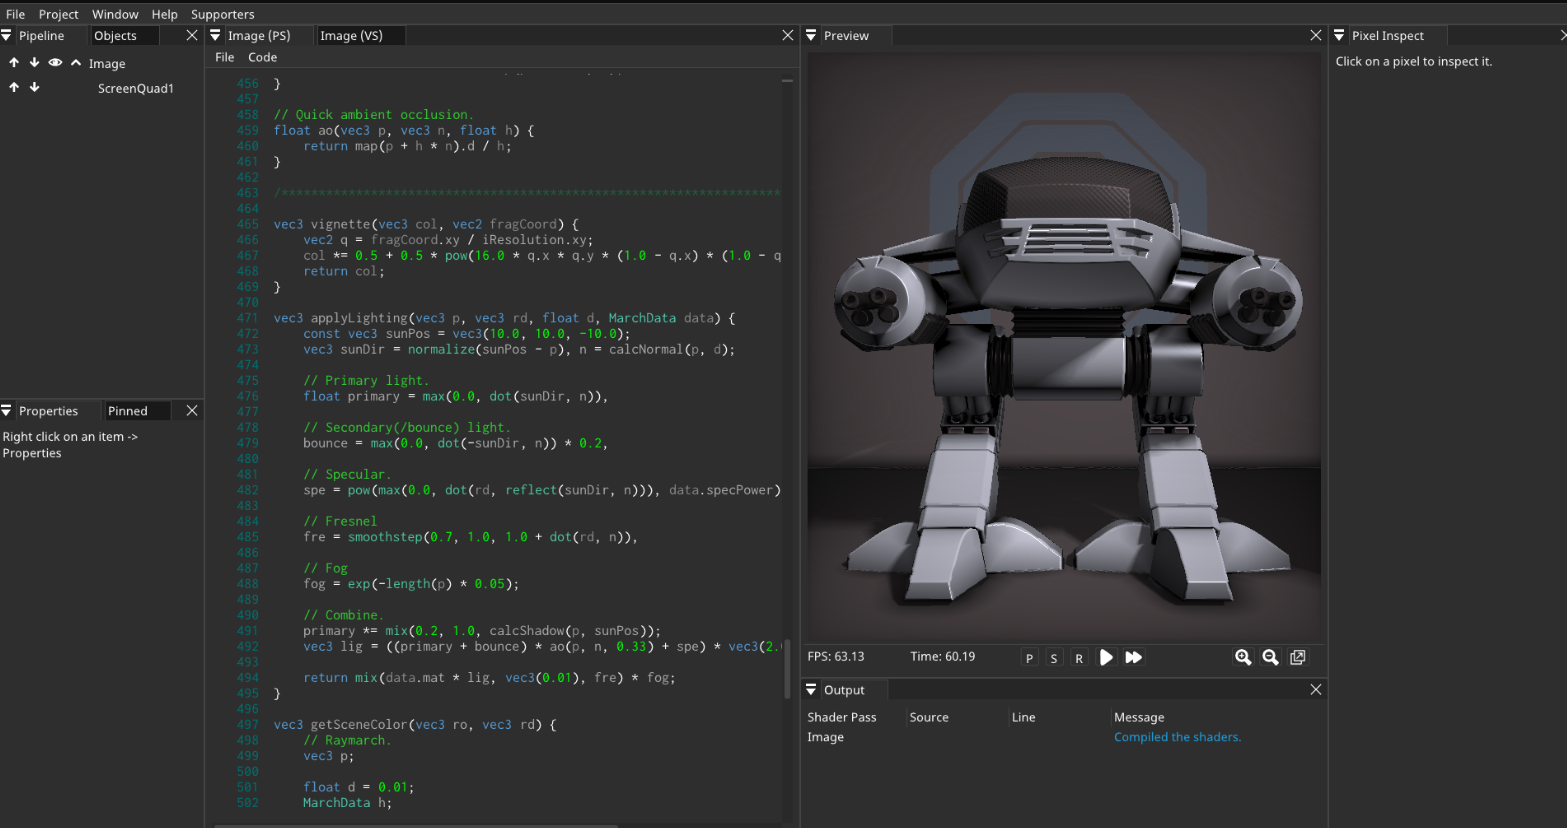 File Project Window Help Supporters
Pipeline Objects
Image
ScreenQuad1
Properties Pinned
Right click on an item ->
Properties
Image (PS) Image (VS)
File Code
456 }
457
458 // Quick ambient occlusion.
459 float ao(vec3 p, vec3 n, float h) {
460 return map(p + h * n).d / h;
461 }
462
463 /********************************************************************
464
465 vec3 vignette(vec3 col, vec2 fragCoord) {
466 vec2 q = fragCoord.xy / iResolution.xy;
467 col *= 0.5 + 0.5 * pow(16.0 * q.x * q.y * (1.0 - q.x) * (1.0 - q
468 return col;
469 }
470
471 vec3 applyLighting(vec3 p, vec3 rd, float d, MarchData data) {
472 const vec3 sunPos = vec3(10.0, 10.0, -10.0);
473 vec3 sunDir = normalize(sunPos - p), n = calcNormal(p, d);
474
475 // Primary light.
476 float primary = max(0.0, dot(sunDir, n)),
477
478 // Secondary(/bounce) light.
479 bounce = max(0.0, dot(-sunDir, n)) * 0.2,
480
481 // Specular.
482 spe = pow(max(0.0, dot(rd, reflect(sunDir, n))), data.specPower)
483
484 // Fresnel
485 fre = smoothstep(0.7, 1.0, 1.0 + dot(rd, n)),
486
487 // Fog
488 fog = exp(-length(p) * 0.05);
489
490 // Combine.
491 primary *= mix(0.2, 1.0, calcShadow(p, sunPos));
492 vec3 lig = ((primary + bounce) * ao(p, n, 0.33) + spe) * vec3(2.
493
494 return mix(data.mat * lig, vec3(0.01), fre) * fog;
495 }
496
497 vec3 getSceneColor(vec3 ro, vec3 rd) {
498 // Raymarch.
499 vec3 p;
500
501 float d = 0.01;
502 MarchData h;
Preview
FPS: 63.13 Time: 60.19 P S R
Output
Shader Pass Source Line Message
Image Compiled the shaders.
Pixel Inspect
Click on a pixel to inspect it.